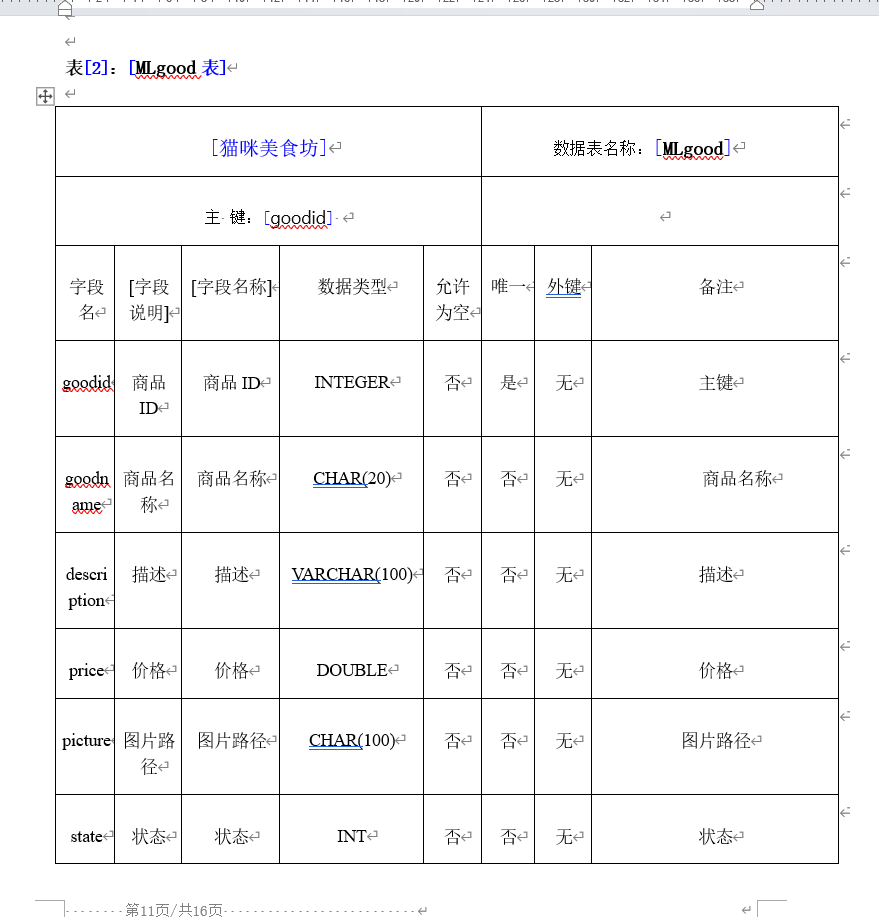 表[2]：[MLgood 表]
[猫咪美食坊] 数据表名称：[MLgood]
主 键：[goodid]
字段 [字段 [字段名称] 数据类型 允许 唯一 外键 备注
名 说明] 为空
goodid 商品 商品 ID INTEGER 否 是 无 主键
ID
goodn 商品名 商品名称 CHAR(20) 否 否 无 商品名称
ame 称
descri 描述 描述 VARCHAR(100) 否 否 无 描述
ption
price 价格 价格 DOUBLE 否 否 无 价格
picture 图片路 图片路径 CHAR(100) 否 否 无 图片路径
径
state 状态 状态 INT 否 否 无 状态
第11页/共16页